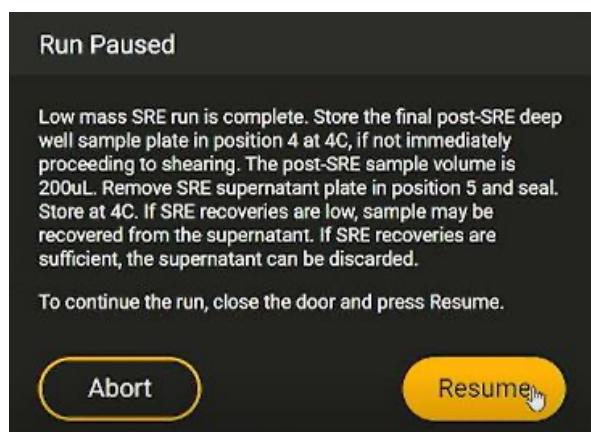 Run Paused
Low mass SRE run is complete. Store the final post-SRE deep
well sample plate in position 4 at 4C, if not immediately
proceeding to shearing. The post-SRE sample volume is
200uL. Remove SRE supernatant plate in position 5 and seal.
Store at 4C. If SRE recoveries are low, sample may be
recovered from the supernatant. If SRE recoveries are
sufficient, the supernatant can be discarded.
To continue the run, close the door and press Resume.
Abort
Resume